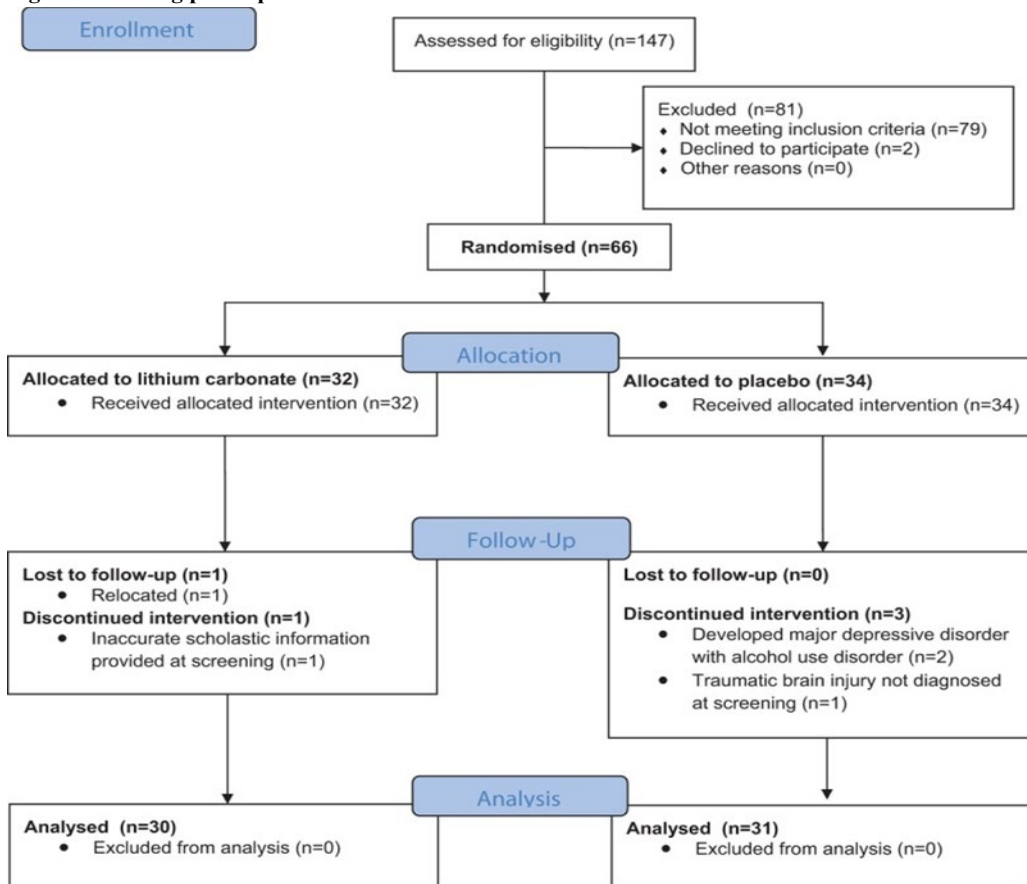 Enrollment
Assessed for eligibility (n=147)
Excluded (n=81)
⬧ Not meeting inclusion criteria (n=79)
⬧ Declined to participate (n=2)
⬧ Other reasons (n=0)
Randomised (n=66)
Allocation
Allocated to lithium carbonate (n=32)
• Received allocated intervention (n=32)
Allocated to placebo (n=34)
• Received allocated intervention (n=34)
Follow-Up
Lost to follow-up (n=1)
• Relocated (n=1)
Discontinued intervention (n=1)
• Inaccurate scholastic information
provided at screening (n=1)
Lost to follow-up (n=0)
Discontinued intervention (n=3)
• Developed major depressive disorder
with alcohol use disorder (n=2)
• Traumatic brain injury not diagnosed
at screening (n=1)
Analysis
Analysed (n=30)
• Excluded from analysis (n=0)
Analysed (n=31)
• Excluded from analysis (n=0)